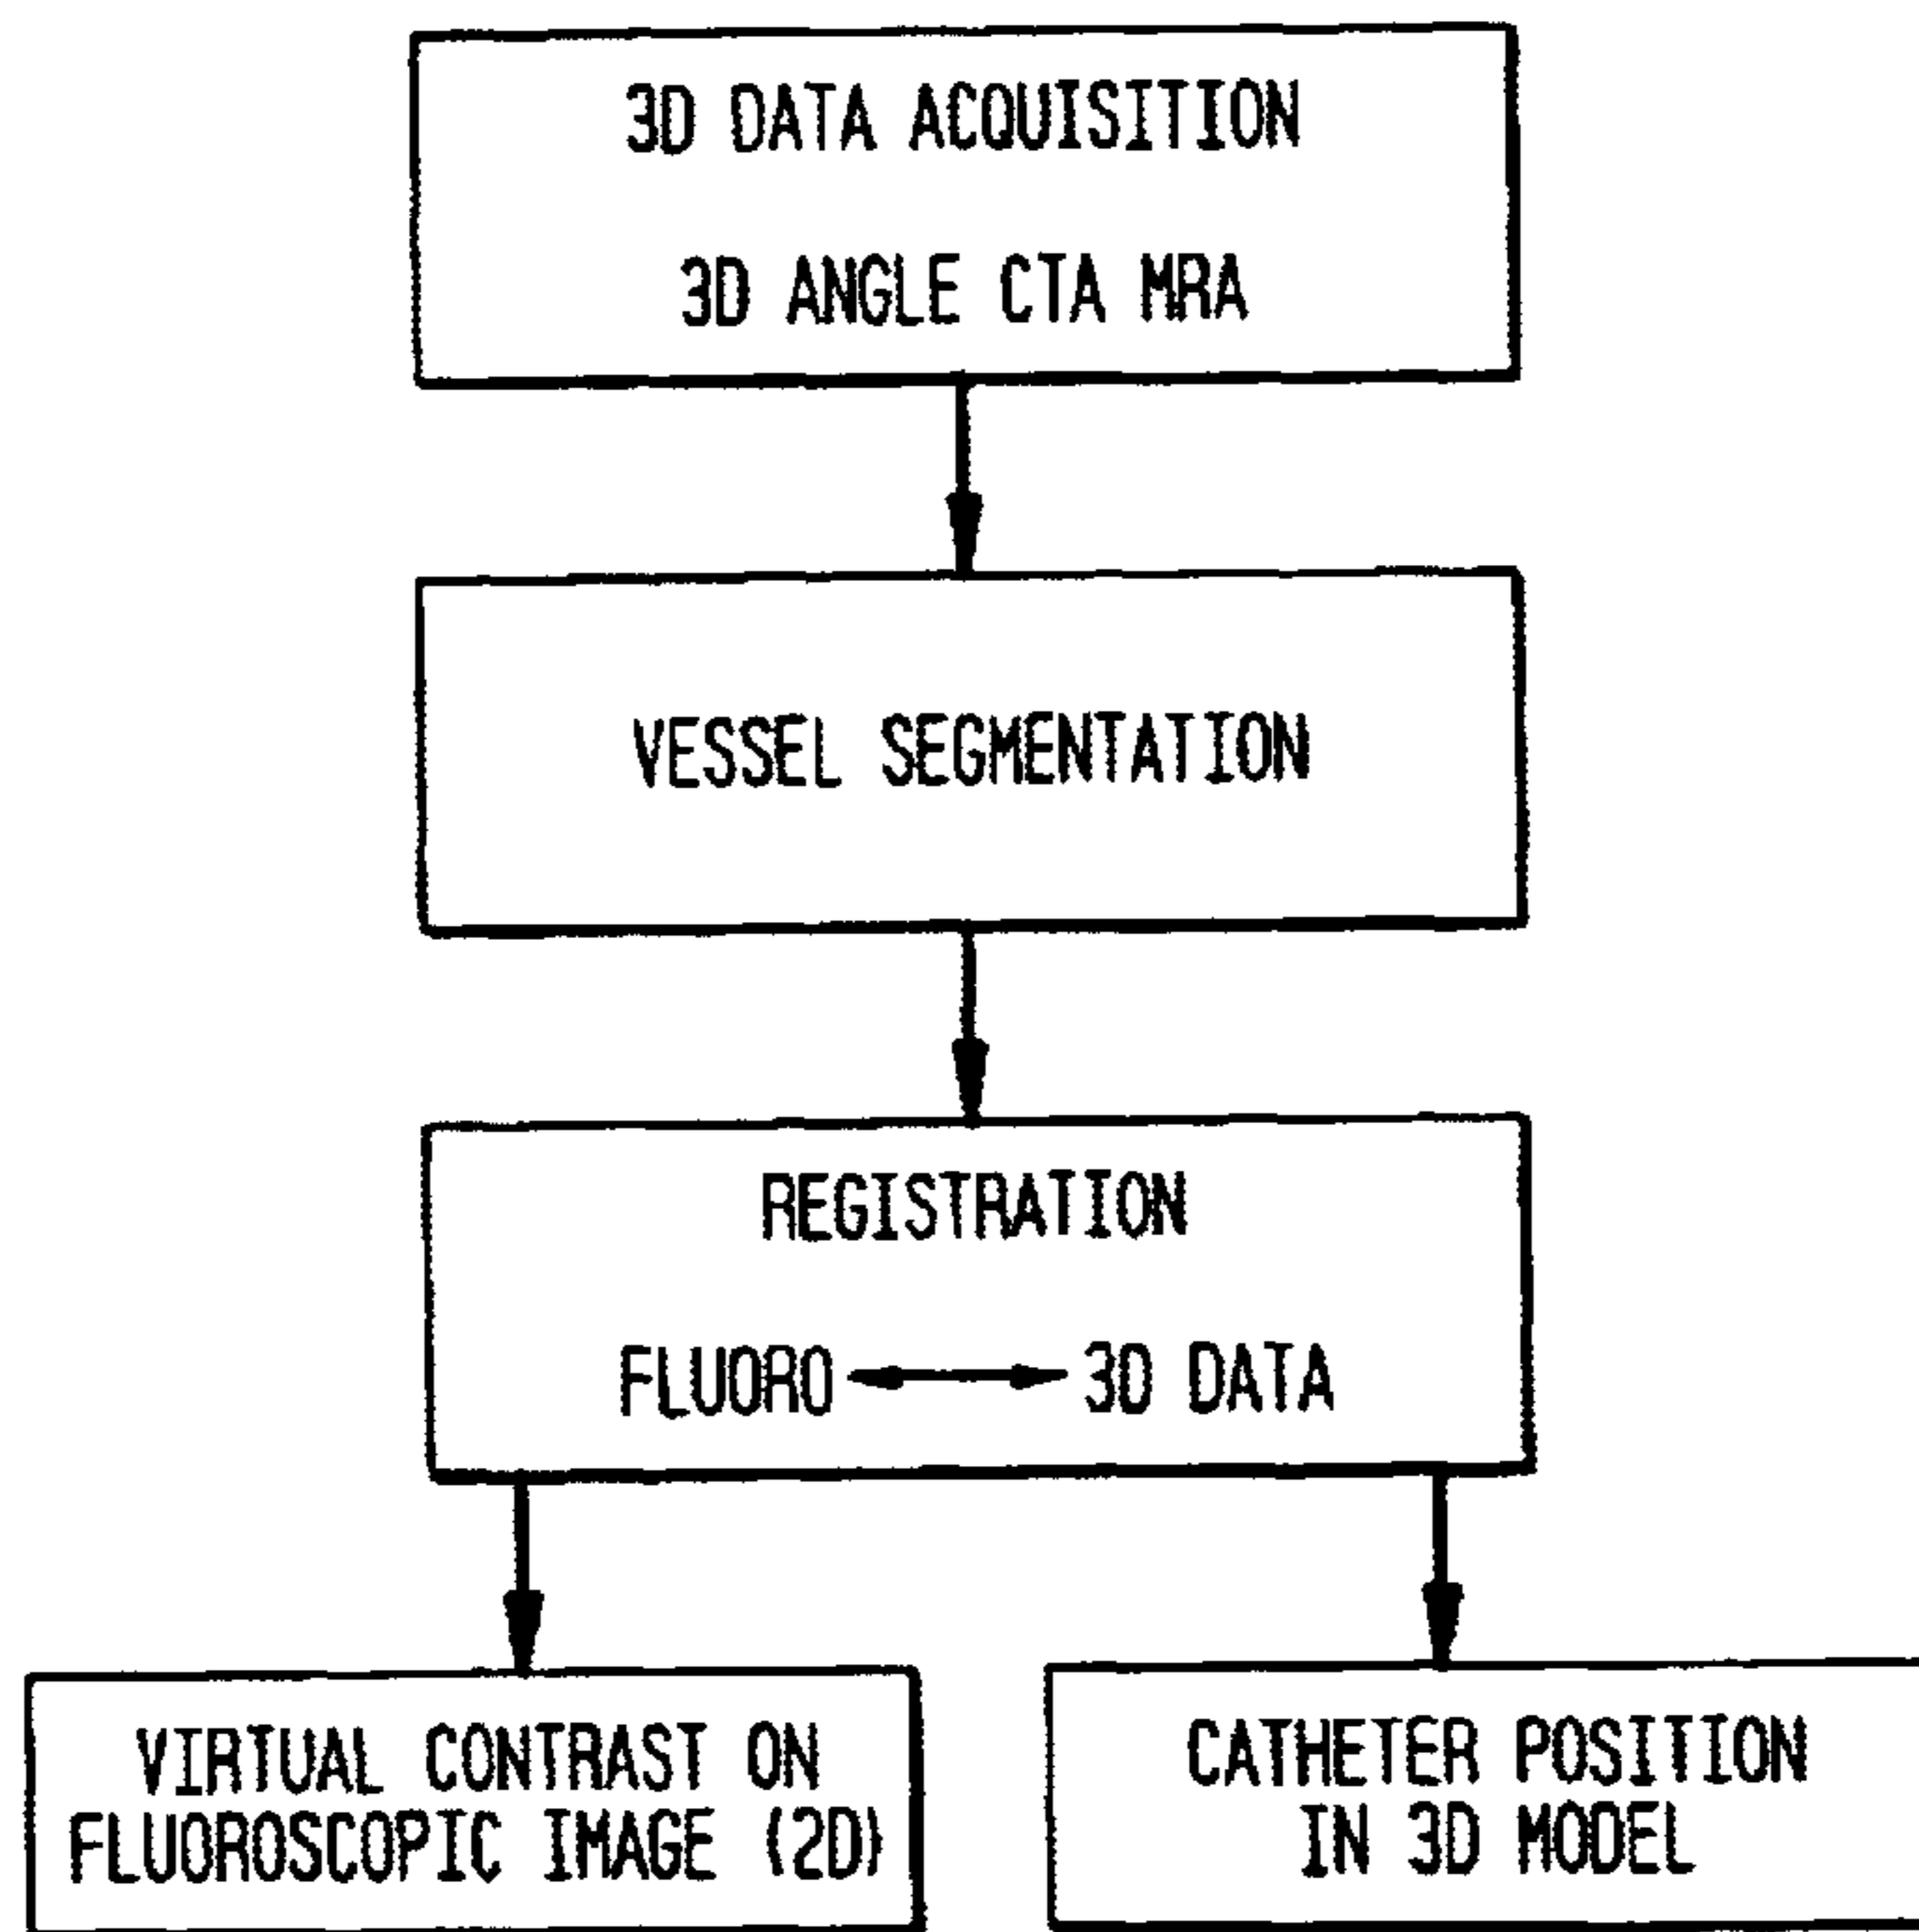 3D DATA ACQUISITION
3D ANGLE CTA MRA
VESSEL SEGMENTATION
REGISTRATION
FLUORO ⟷ 3D DATA
VIRTUAL CONTRAST ON
FLUOROSCOPIC IMAGE (2D)
CATHETER POSITION
IN 3D MODEL